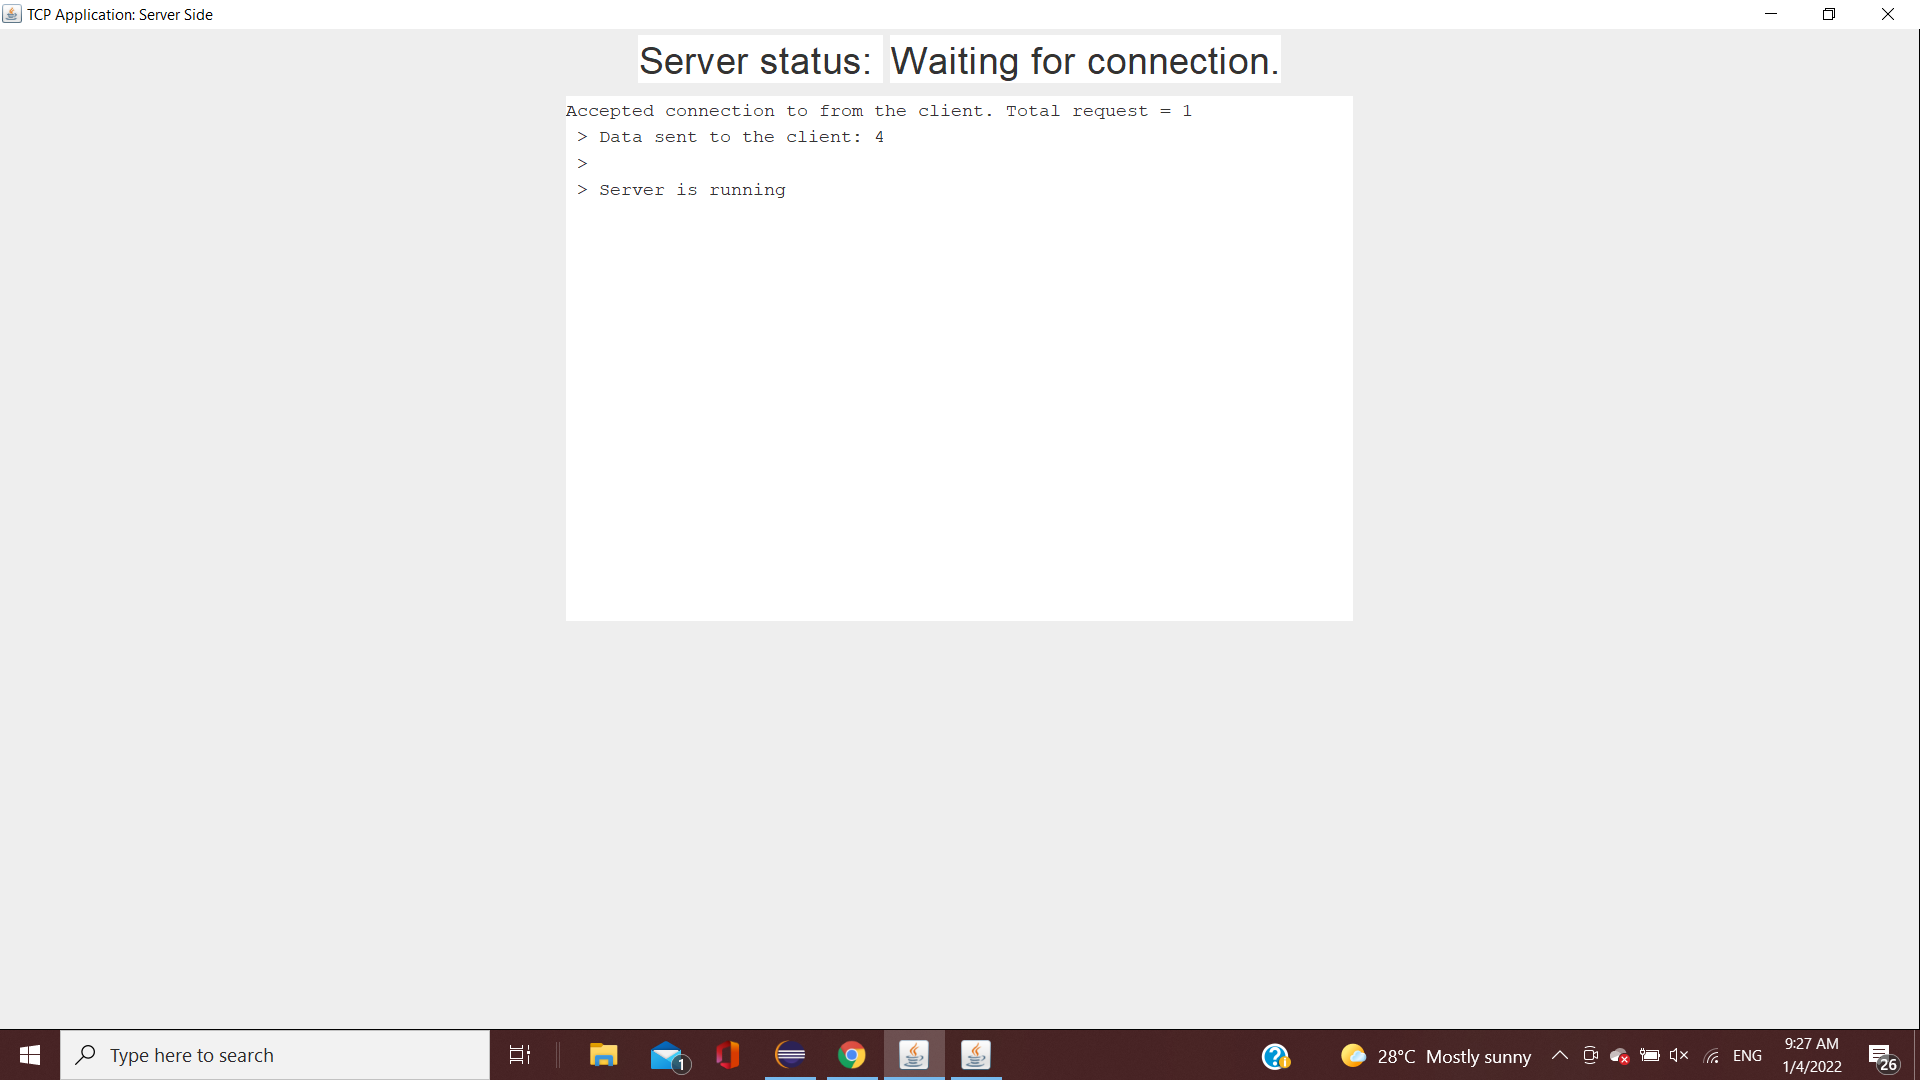 TCP Application: Server Side
Server status: Waiting for connection.
Accepted connection to from the client. Total request = 1
> Data sent to the client: 4
>
> Server is running
Type here to search
1
28°C Mostly sunny
ENG
9:27 AM
1/4/2022
26